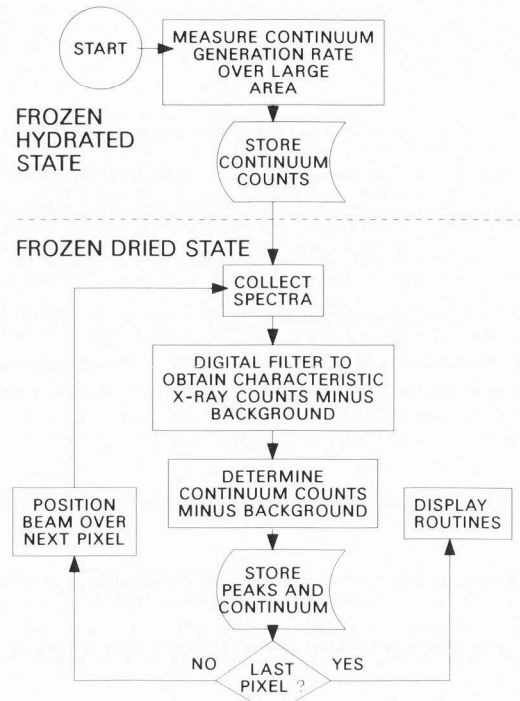 START
MEASURE CONTINUUM
GENERATION RATE
OVER LARGE
AREA
FROZEN
HYDRATED
STATE
STORE
CONTINUUM
COUNTS
FROZEN DRIED STATE
COLLECT
SPECTRA
DIGITAL FILTER TO
OBTAIN CHARACTERISTIC
X-RAY COUNTS MINUS
BACKGROUND
DETERMINE
CONTINUUM COUNTS
MINUS BACKGROUND
POSITION
BEAM OVER
NEXT PIXEL
DISPLAY
ROUTINES
STORE
PEAKS AND
CONTINUUM
NO
YES
LAST
PIXEL ?